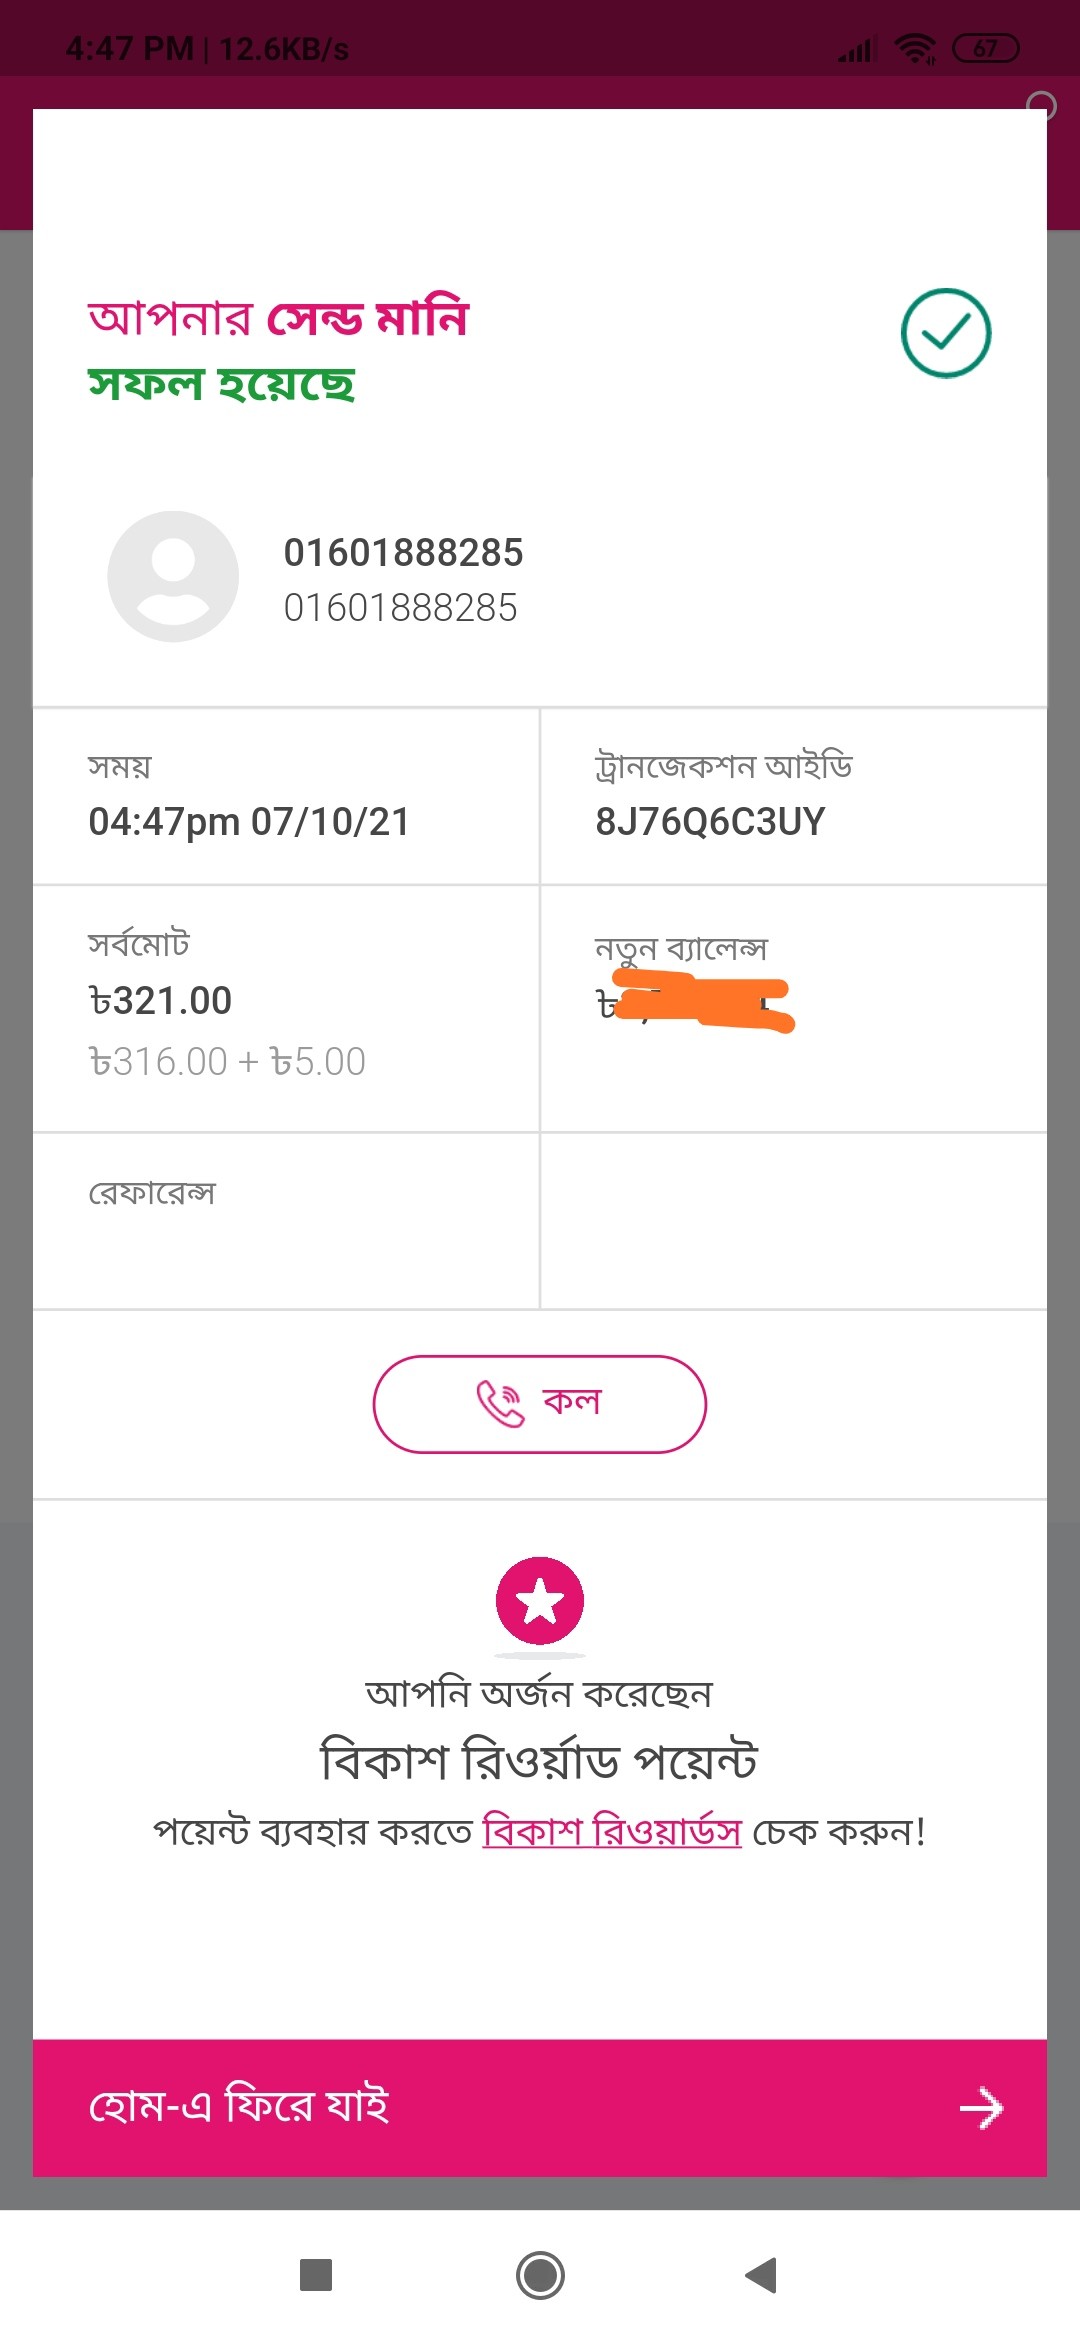 4:47 PM | 12.6KB/s
67
আপনার সেন্ড মানি
সফল হয়েছে
01601888285
01601888285
সময়
04:47pm 07/10/21
ট্রানজেকশন আইডি
8J76Q6C3UY
সর্বমোট
৳321.00
৳316.00 + ৳5.00
নতুন ব্যালেন্স
৳
রেফারেন্স
কল
আপনি অর্জন করেছেন
বিকাশ রিওর্য়াড পয়েন্ট
পয়েন্ট ব্যবহার করতে বিকাশ রিওয়ার্ডস চেক করুন!
হোম-এ ফিরে যাই